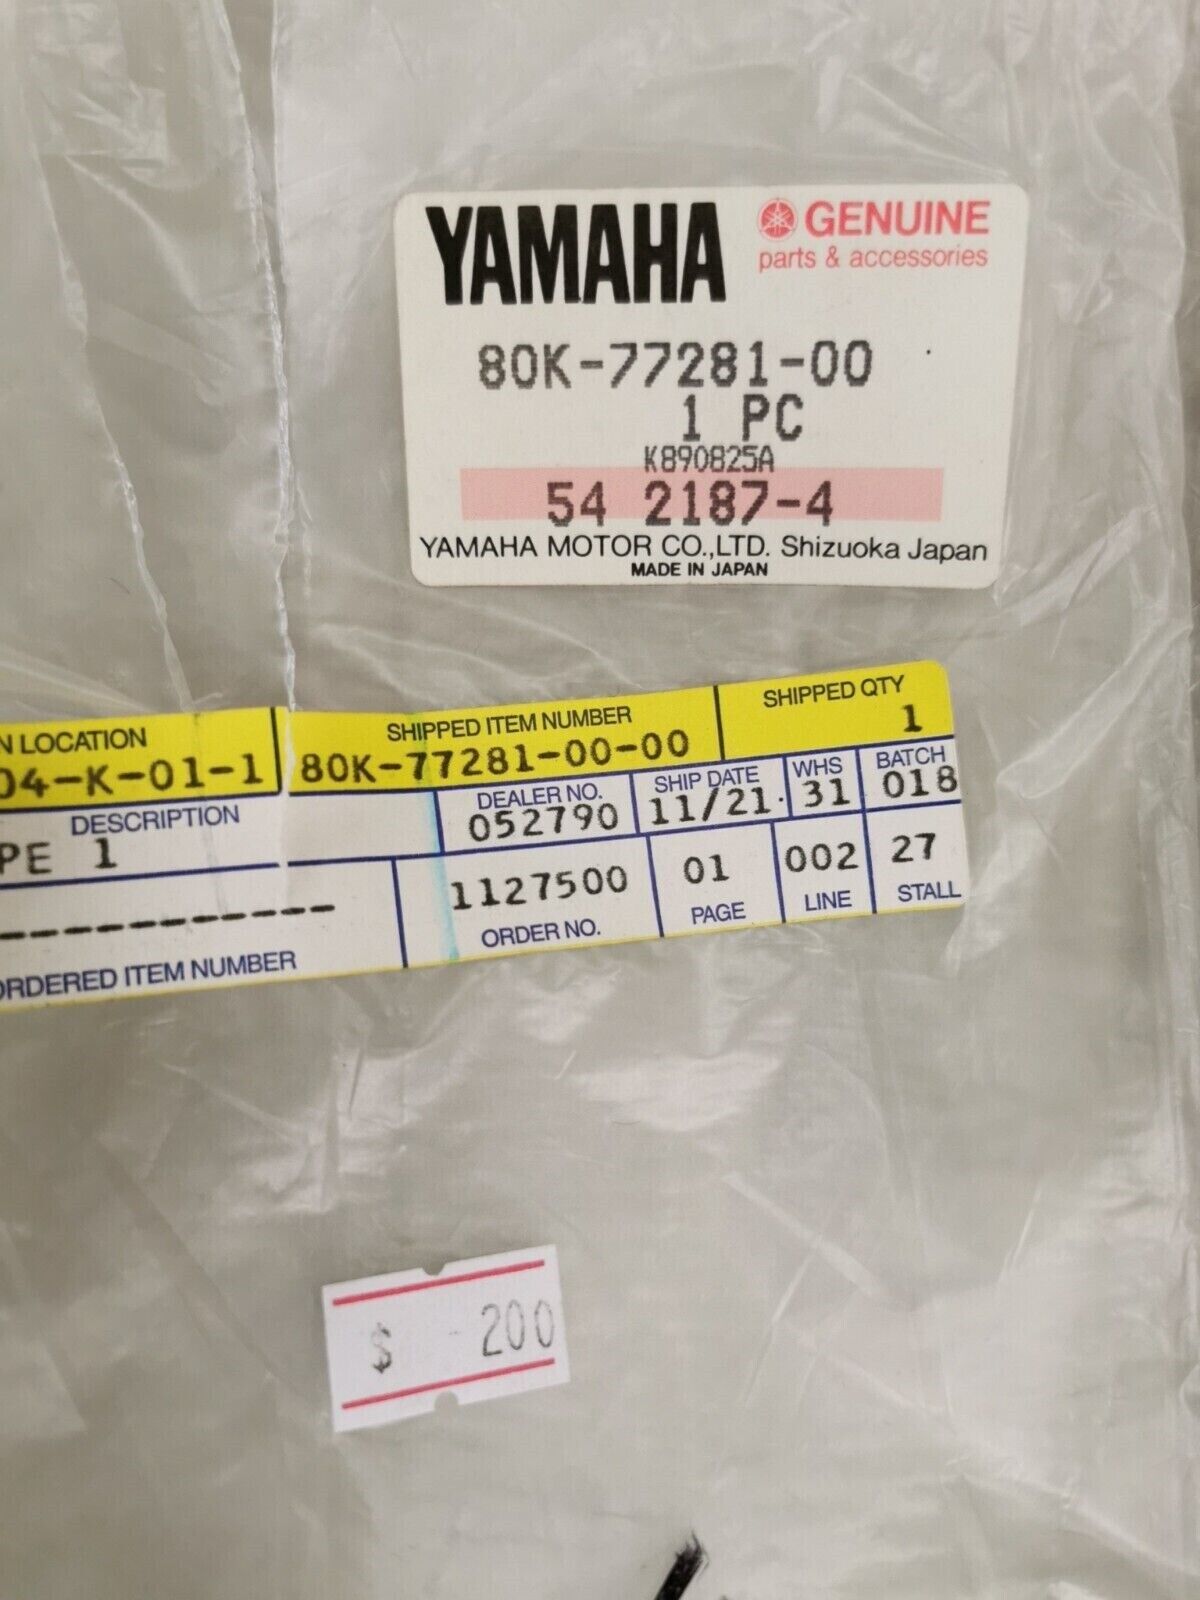 YAMAHA
GENUINE
parts & accessories
80K-77281-00
1 PC
K890825A
54 2187-4
YAMAHA MOTOR CO.,LTD. Shizuoka Japan
MADE IN JAPAN
N LOCATION SHIPPED ITEM NUMBER SHIPPED QTY
04-K-01-1 80K-77281-00-00 1
DESCRIPTION DEALER NO. SHIP DATE WHS BATCH
PE 1 052790 11/21 31 018
---------- 1127500 01 002 27
ORDERED ITEM NUMBER ORDER NO. PAGE LINE STALL
$ 200